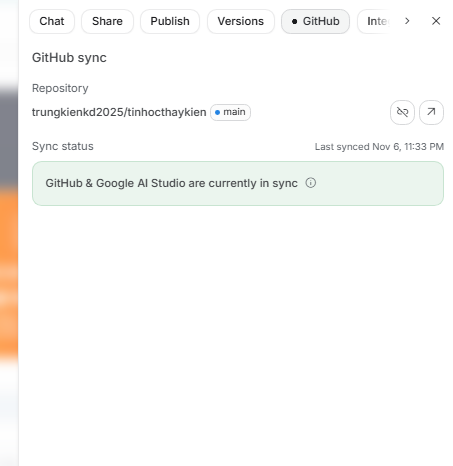 Chat Share Publish Versions GitHub Inte
GitHub sync
Repository
trungkienkd2025/tinhocthaykien main
Sync status Last synced Nov 6, 11:33 PM
GitHub & Google AI Studio are currently in sync